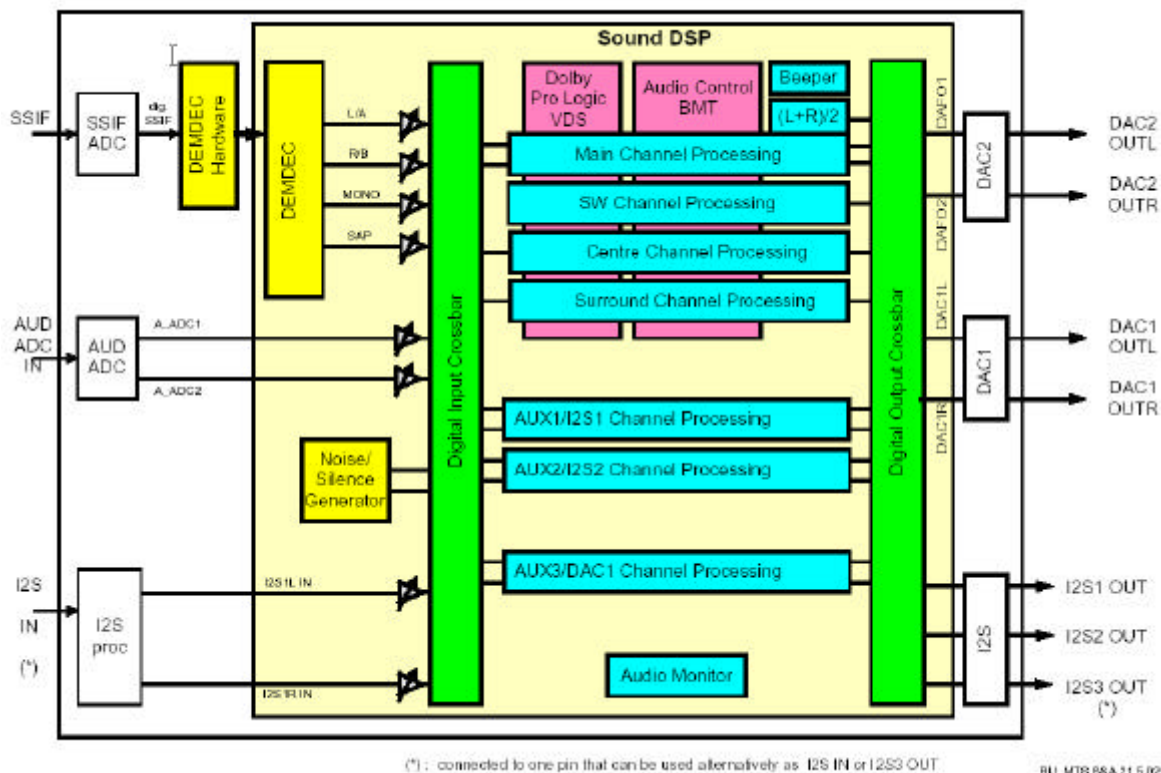 Sound DSP
SSIF
SSIF
ADC
dig
SSIF
DEMDEC
Hardware
DEMDEC
L/A
R/B
MONO
SAP
AUD
ADC
IN
AUD
ADC
A_ADC1
A_ADC2
Noise/
Silence
Generator
I2S
IN
(*)
I2S
proc
I2S1L IN
I2S1R IN
Digital Input Crossbar
Dolby
Pro Logic
VDS
Audio Control
BMT
Beeper
(L+R)/2
Main Channel Processing
SW Channel Processing
Centre Channel Processing
Surround Channel Processing
AUX1/I2S1 Channel Processing
AUX2/I2S2 Channel Processing
AUX3/DAC1 Channel Processing
Audio Monitor
Digital Output Crossbar
DAFO1
DAFO2
DAC1L
DAC1R
DAC2
DAC2
OUTL
DAC2
OUTR
DAC1
DAC1
OUTL
DAC1
OUTR
I2S
I2S1 OUT
I2S2 OUT
I2S3 OUT
(*)
(*) : connected to one pin that can be used alternatively as I2S IN or I2S3 OUT